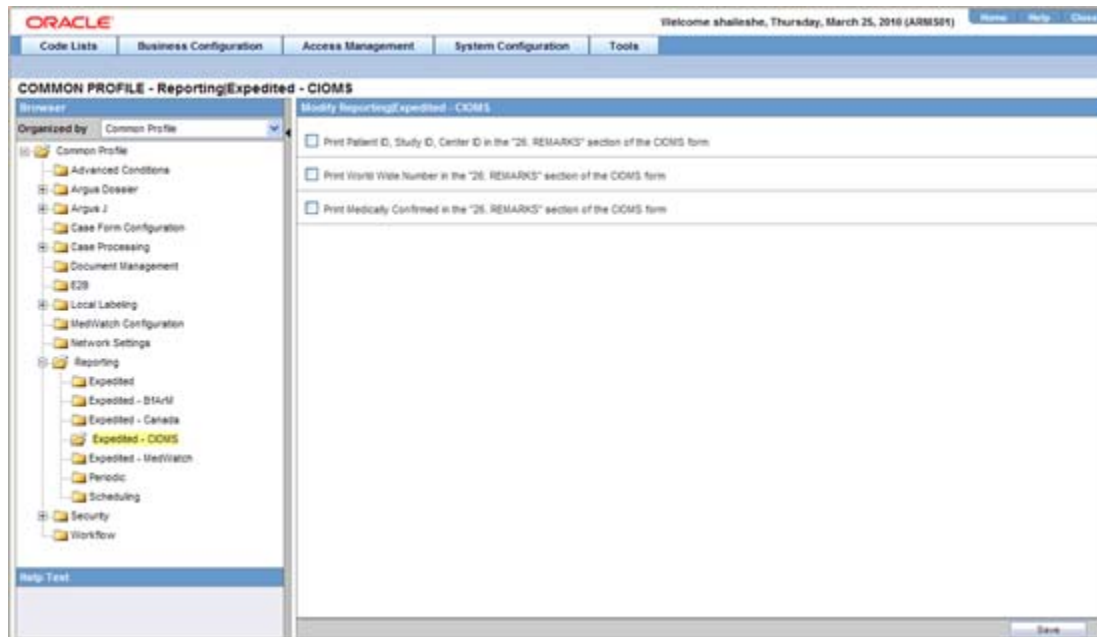 ORACLE
Welcome shaileshe, Thursday, March 25, 2010 (ARMIS01)
Home Help Close
Code Lists Business Configuration Access Management System Configuration Tools
COMMON PROFILE - Reporting|Expedited - CIOMS
Browser
Organized by Common Profile
Common Profile
Advanced Conditions
Argus Dossier
Argus J
Case Form Configuration
Case Processing
Document Management
E2B
Local Labeling
MedWatch Configuration
Network Settings
Reporting
Expedited
Expedited - BfArM
Expedited - Canada
Expedited - CIOMS
Expedited - MedWatch
Periodic
Scheduling
Security
Workflow
Help Text
Modify Reporting|Expedited - CIOMS
Print Patient ID, Study ID, Center ID in the "26. REMARKS" section of the CIOMS form
Print World Wide Number in the "26. REMARKS" section of the CIOMS form
Print Medically Confirmed in the "26. REMARKS" section of the CIOMS form
Save